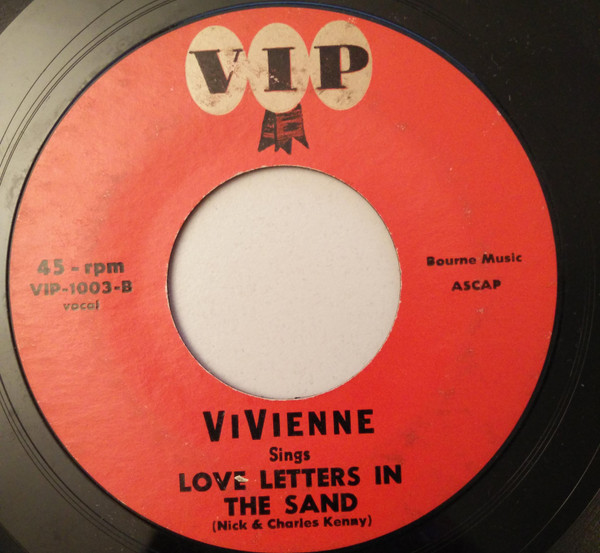 VIP
45-rpm
VIP-1003-B
vocal
Bourne Music
ASCAP
ViViENNE
Sings
LOVE LETTERS IN
THE SAND
(Nick & Charles Kenny)